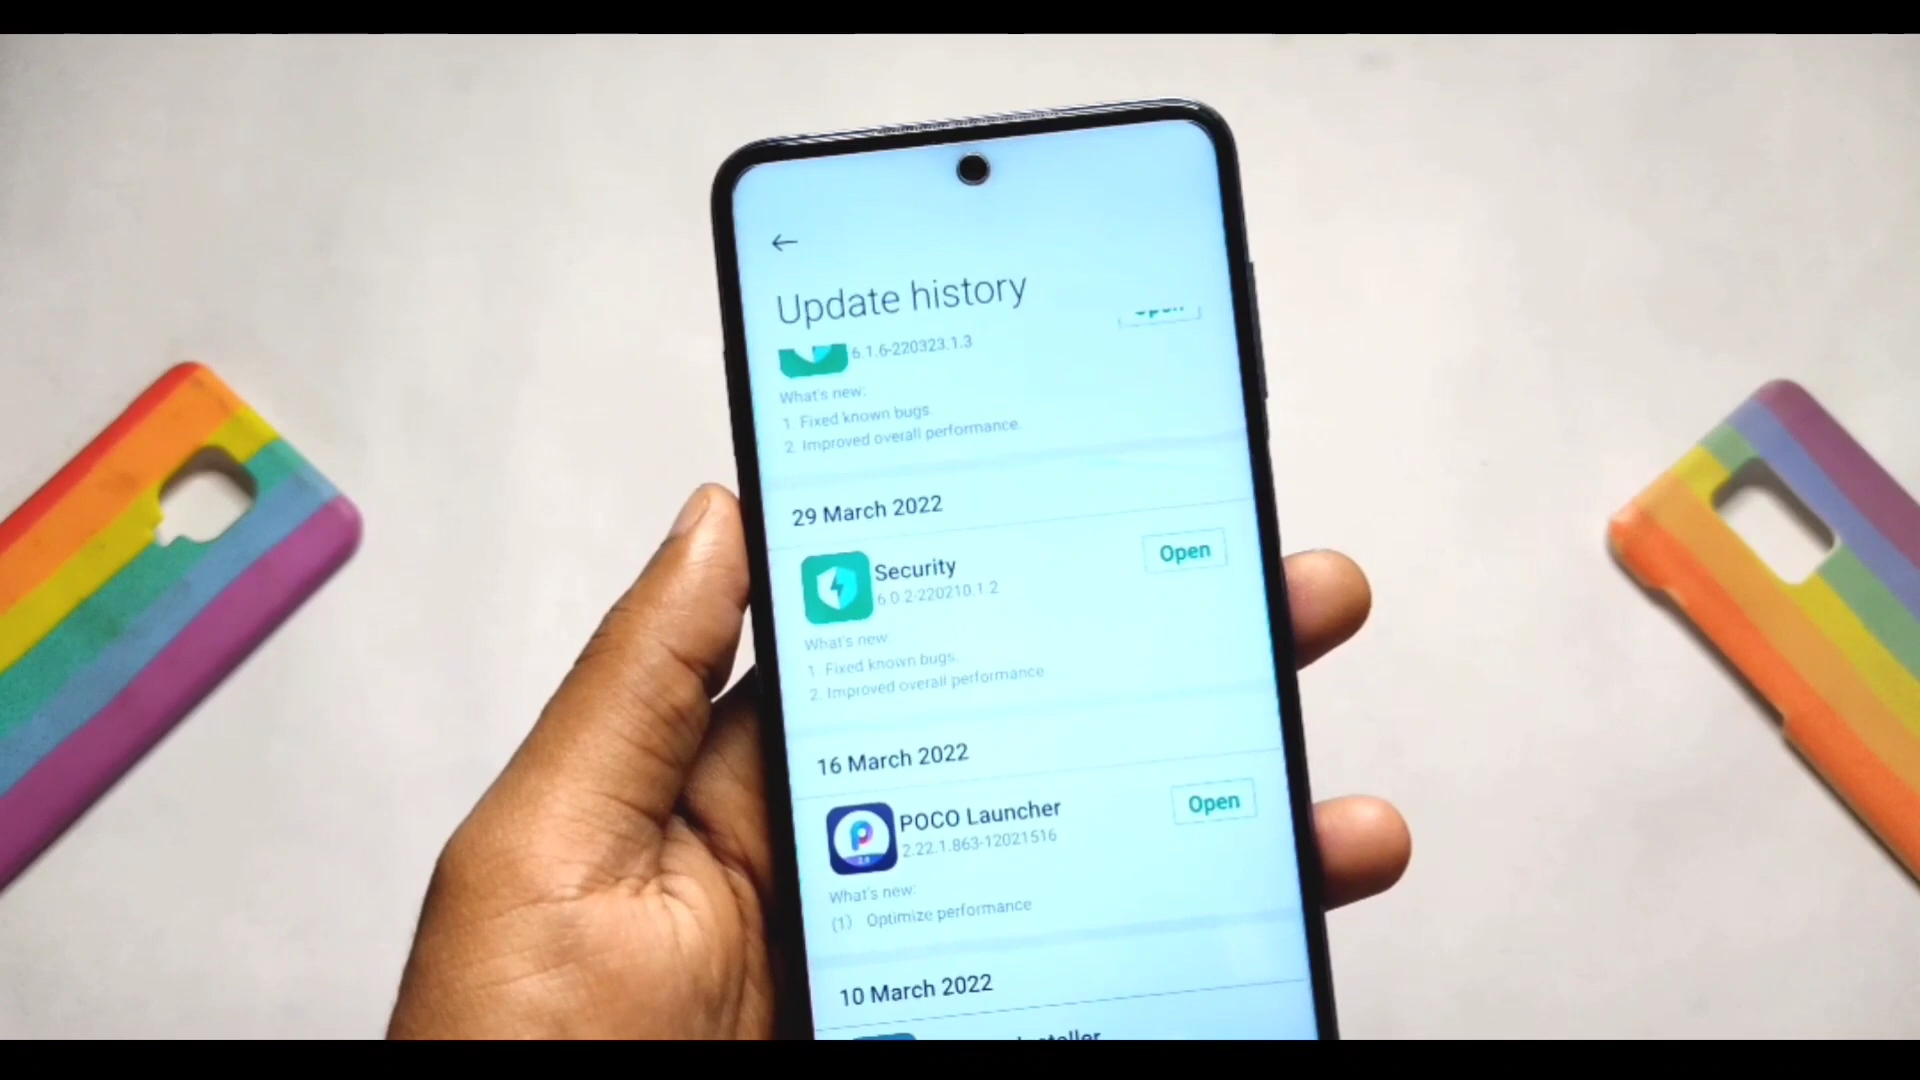 Update history
6.1.6-220323.1.3
What's new:
1. Fixed known bugs.
2. Improved overall performance.
29 March 2022
Security
Open
6.0.2-220210.1.2
What's new:
1. Fixed known bugs.
2. Improved overall performance
16 March 2022
POCO Launcher
Open
2.22.1.863-12021516
What's new:
(1) Optimize performance
10 March 2022